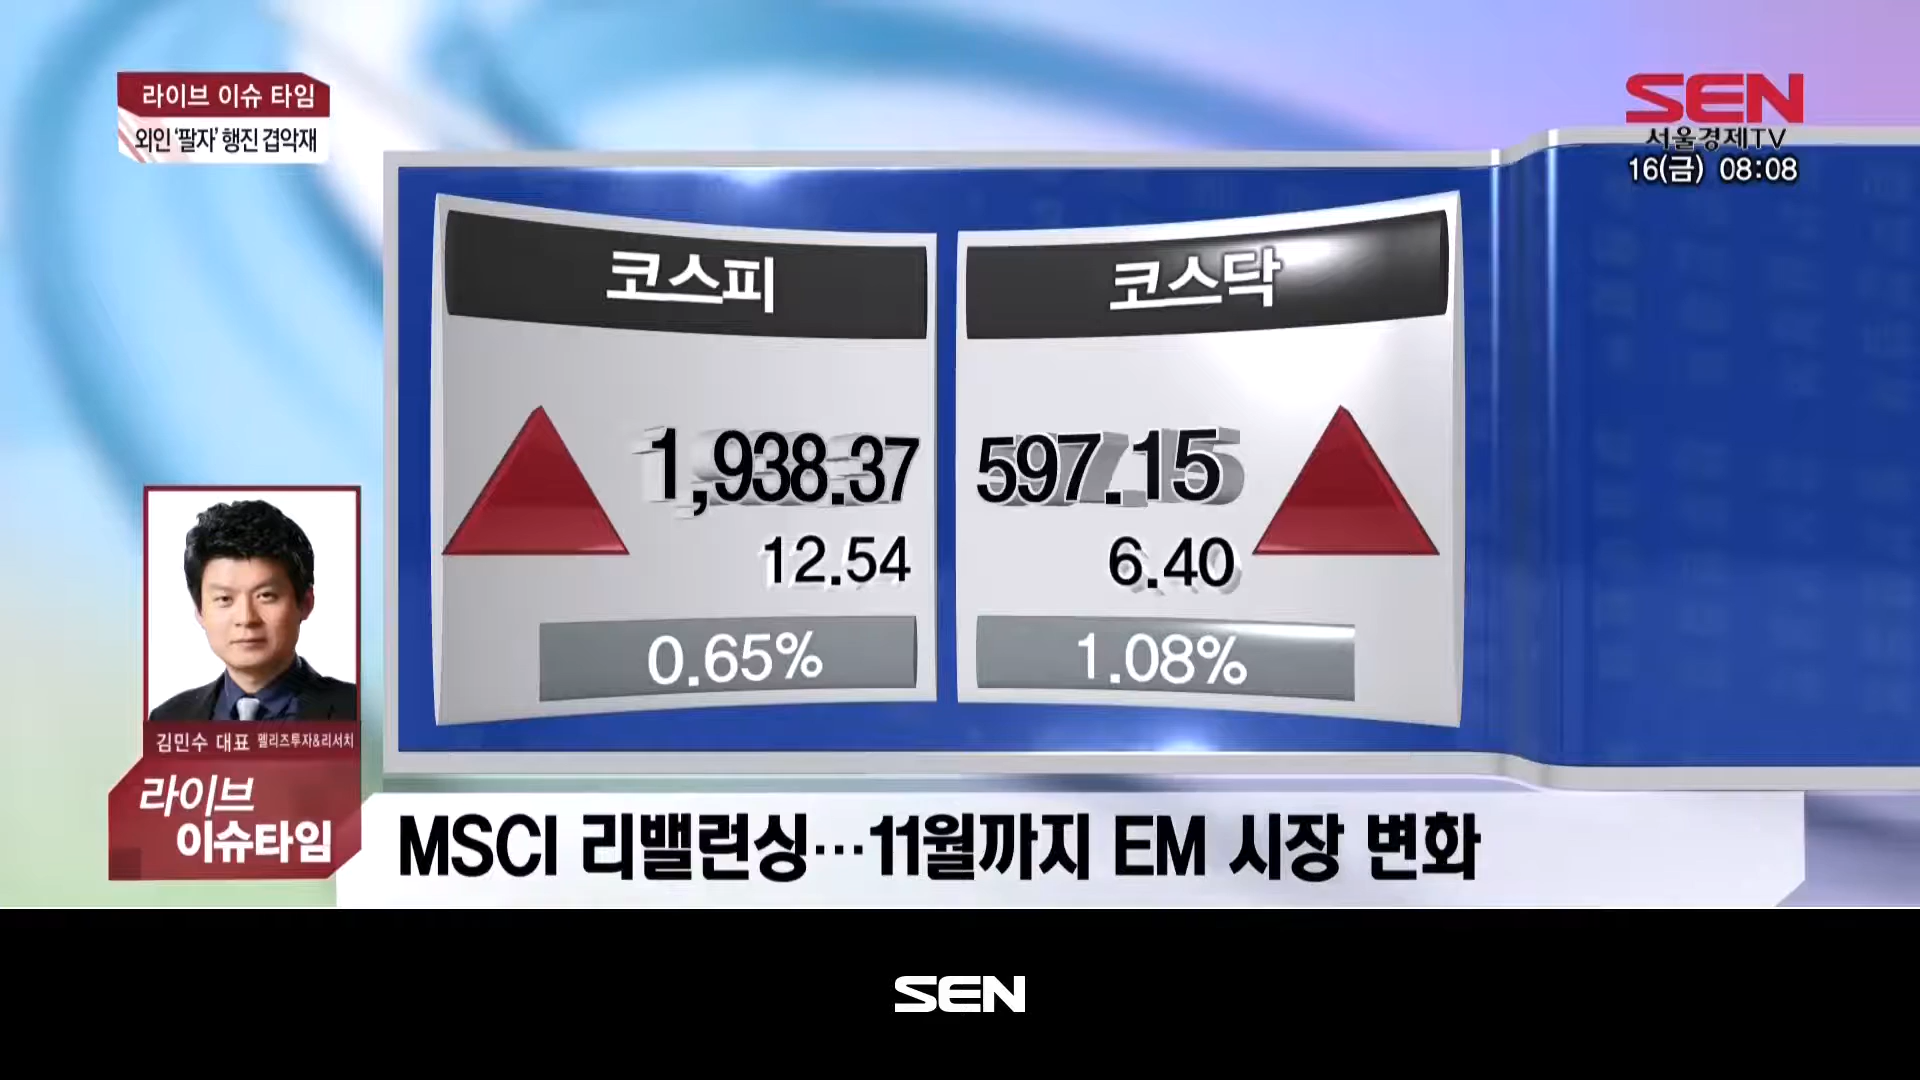 라이브 이슈 타임
외인 '팔자' 행진 겹악재
SEN
서울경제TV
16(금) 08:08
코스피
1,938.37
12.54
0.65%
코스닥
597.15
6.40
1.08%
김민수 대표 멜리즈투자&리서치
라이브
이슈타임
MSCI 리밸런싱…11월까지 EM 시장 변화
SEN